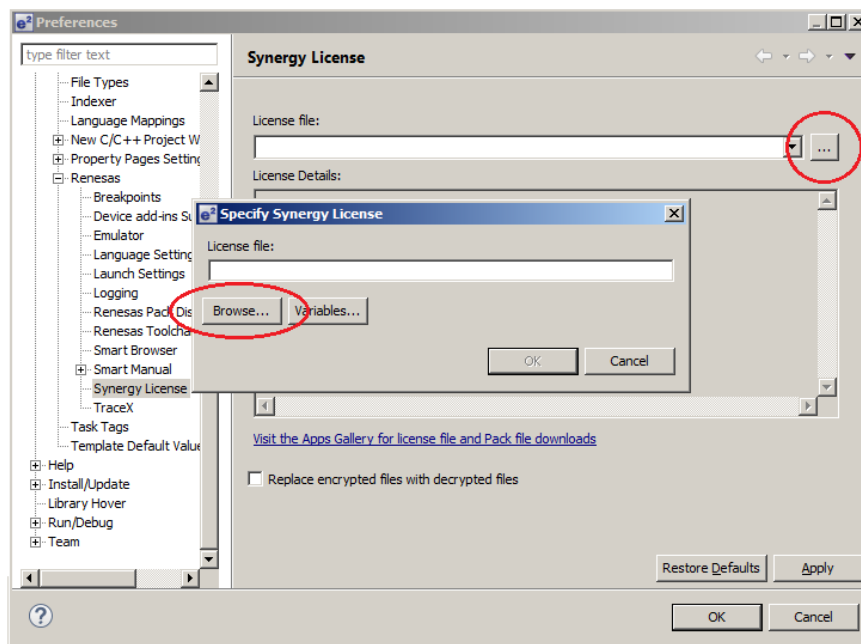 e² Preferences
type filter text
File Types
Indexer
Language Mappings
New C/C++ Project W
Property Pages Setting
Renesas
Breakpoints
Device add-ins Su
Emulator
Language Setting
Launch Settings
Logging
Renesas Pack Dis
Renesas Toolcha
Smart Browser
Smart Manual
Synergy License
TraceX
Task Tags
Template Default Value
Help
Install/Update
Library Hover
Run/Debug
Team
Synergy License
License file:
...
License Details:
e² Specify Synergy License
License file:
Browse... Variables...
OK Cancel
Visit the Apps Gallery for license file and Pack file downloads
Replace encrypted files with decrypted files
Restore Defaults Apply
? OK Cancel